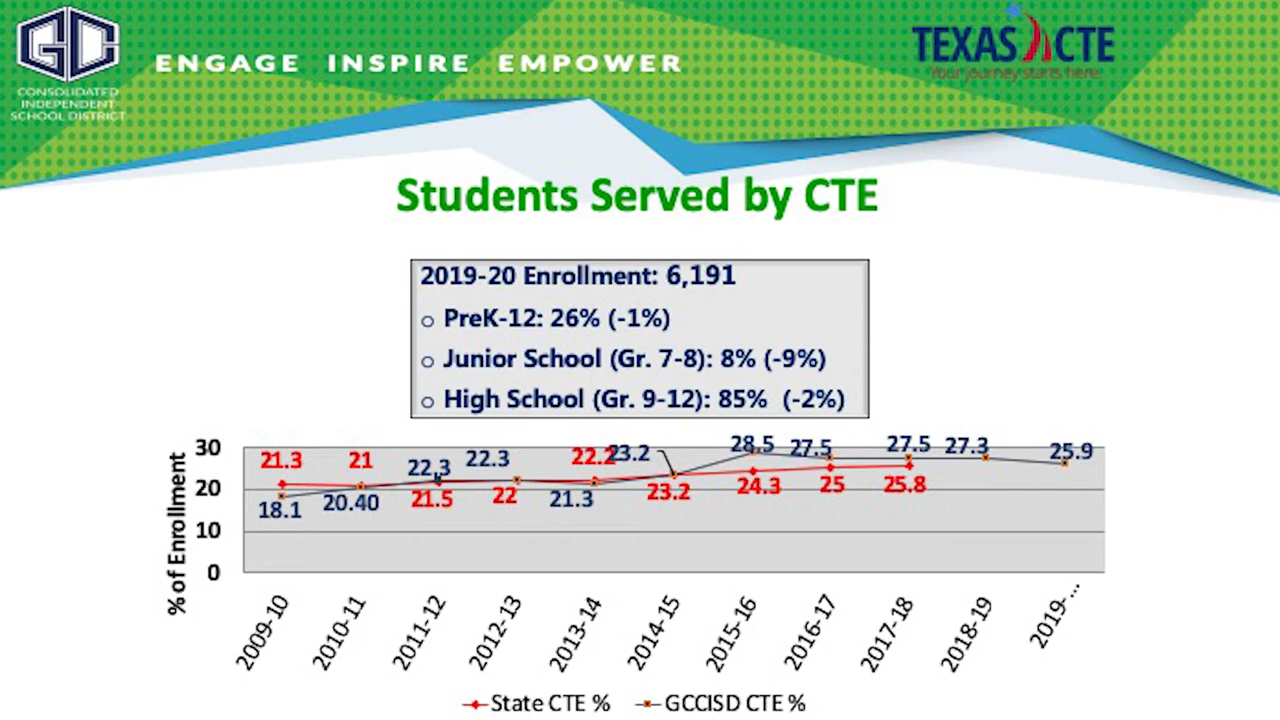 GC
CONSOLIDATED
INDEPENDENT
SCHOOL DISTRICT
ENGAGE INSPIRE EMPOWER
TEXAS CTE
Your journey starts here.
Students Served by CTE
2019-20 Enrollment: 6,191
o PreK-12: 26% (-1%)
o Junior School (Gr. 7-8): 8% (-9%)
o High School (Gr. 9-12): 85% (-2%)
% of Enrollment
30
20
10
0
21.3 21 22.3 22.3 22.2 23.2 28.5 27.5 27.5 27.3 25.9
18.1 20.40 21.5 22 21.3 23.2 24.3 25 25.8
2009-10 2010-11 2011-12 2012-13 2013-14 2014-15 2015-16 2016-17 2017-18 2018-19 2019-...
State CTE % GCCISD CTE %